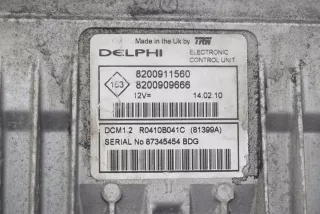 Made in the Uk by TRW
DELPHI ELECTRONIC
CONTROL UNIT
8200911560
153 8200909666
12V= 14.02.10
DCM1.2 R0410B041C (81399A)
SERIAL No 87345454 BDG